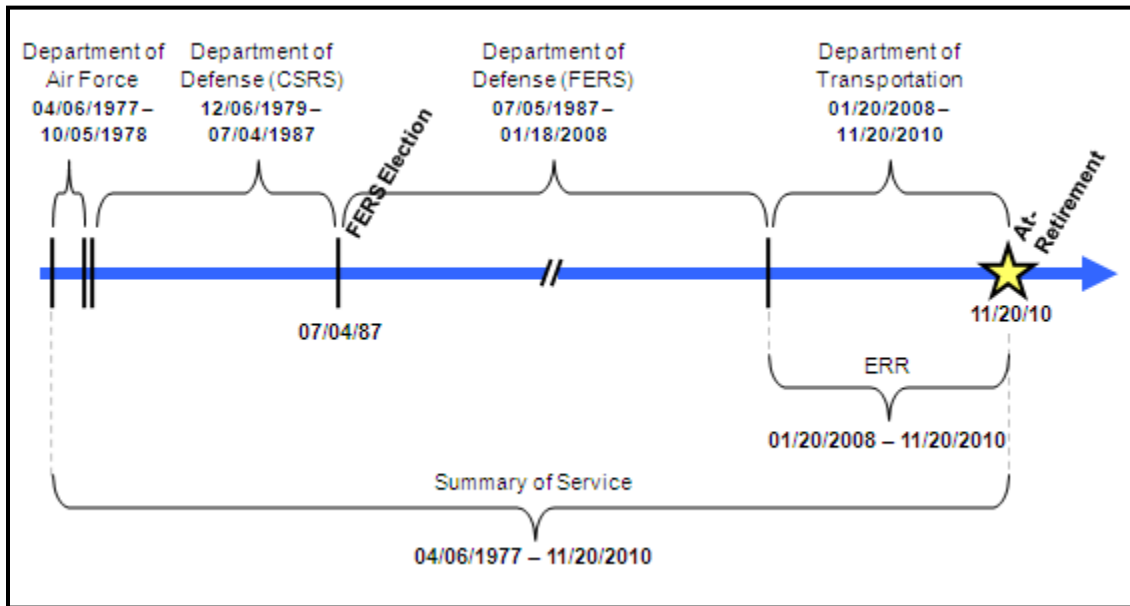 Department of
Air Force
04/06/1977–
10/05/1978
Department of
Defense (CSRS)
12/06/1979–
07/04/1987
Department of
Defense (FERS)
07/05/1987–
01/18/2008
Department of
Transportation
01/20/2008–
11/20/2010
FERS Election
At-
Retirement
07/04/87
11/20/10
ERR
01/20/2008 – 11/20/2010
Summary of Service
04/06/1977 – 11/20/2010